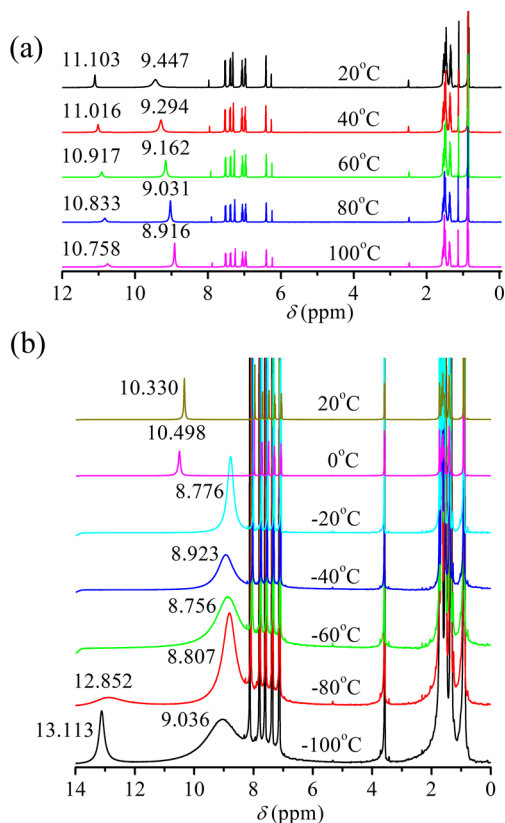 (a)
11.103 9.447 20°C
11.016 9.294 40°C
10.917 9.162 60°C
10.833 9.031 80°C
10.758 8.916 100°C
12 10 8 6 4 2 0
δ (ppm)
(b)
10.330 20°C
10.498 0°C
8.776 -20°C
8.923 -40°C
8.756 -60°C
8.807 -80°C
12.852
13.113 9.036 -100°C
14 12 10 8 6 4 2 0
δ (ppm)